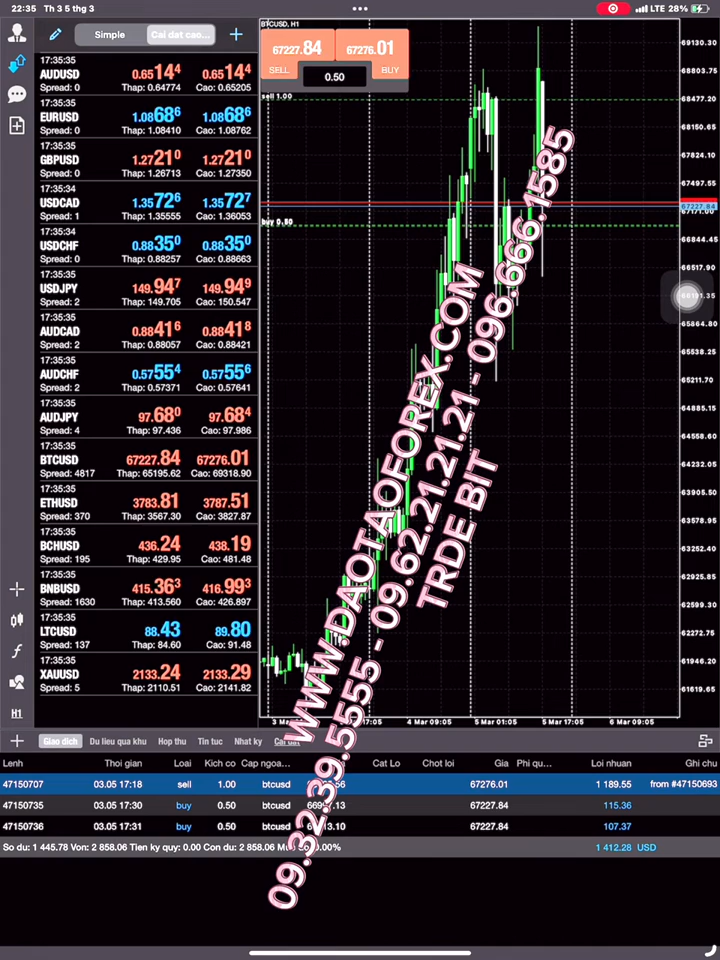 22:35 Th 3 5 thg 3
LTE 28%
Simple Cai dat cao...
17:35:35
AUDUSD 0.65144 0.65144
Spread: 0 Thap: 0.64774 Cao: 0.65205
17:35:35
EURUSD 1.08686 1.08686
Spread: 0 Thap: 1.08410 Cao: 1.08762
17:35:35
GBPUSD 1.27210 1.27210
Spread: 0 Thap: 1.26713 Cao: 1.27350
17:35:34
USDCAD 1.35726 1.35727
Spread: 1 Thap: 1.35555 Cao: 1.36053
17:35:34
USDCHF 0.88350 0.88350
Spread: 0 Thap: 0.88257 Cao: 0.88663
17:35:35
USDJPY 149.947 149.949
Spread: 2 Thap: 149.705 Cao: 150.547
17:35:35
AUDCAD 0.88416 0.88418
Spread: 2 Thap: 0.88057 Cao: 0.88421
17:35:35
AUDCHF 0.57554 0.57556
Spread: 2 Thap: 0.57371 Cao: 0.57641
17:35:35
AUDJPY 97.680 97.684
Spread: 4 Thap: 97.436 Cao: 97.986
17:35:35
BTCUSD 67227.84 67276.01
Spread: 4817 Thap: 65195.62 Cao: 69318.90
17:35:35
ETHUSD 3783.81 3787.51
Spread: 370 Thap: 3567.30 Cao: 3827.87
17:35:35
BCHUSD 436.24 438.19
Spread: 195 Thap: 429.95 Cao: 481.48
17:35:35
BNBUSD 415.363 416.993
Spread: 1630 Thap: 413.560 Cao: 426.897
17:35:35
LTCUSD 88.43 89.80
Spread: 137 Thap: 84.60 Cao: 91.48
17:35:35
XAUUSD 2133.24 2133.29
Spread: 5 Thap: 2110.51 Cao: 2141.82
H1
BTCUSD, H1
67227.84 67276.01
SELL 0.50 BUY
sell 1.00
buy 0.50
69130.30
68803.75
68477.20
68150.65
67824.10
67497.55
67227.84
67171.00
66844.45
66517.90
66191.35
65864.80
65538.25
65211.70
64885.15
64558.60
64232.05
63905.50
63578.95
63252.40
62925.85
62599.30
62272.75
61946.20
61619.65
3 Mar 17:05 4 Mar 09:05 5 Mar 01:05 5 Mar 17:05 6 Mar 09:05
WWW.DAOTAOFOREX.COM
09.32.39.5555 - 09.62.21.21.21 - 096.666.1585
TRDE BIT
Giao dich Du lieu qua khu Hop thu Tin tuc Nhat ky Cai dat
Lenh Thoi gian Loai Kich co Cap ngoa... Cat Lo Chot loi Gia Phi qu... Loi nhuan Ghi chu
47150707 03.05 17:18 sell 1.00 btcusd 67276.01 1 189.55 from #47150693
47150735 03.05 17:30 buy 0.50 btcusd 67227.84 115.36
47150736 03.05 17:31 buy 0.50 btcusd 67227.84 107.37
So du: 1 445.78 Von: 2 858.06 Tien ky quy: 0.00 Con du: 2 858.06 1 412.28 USD